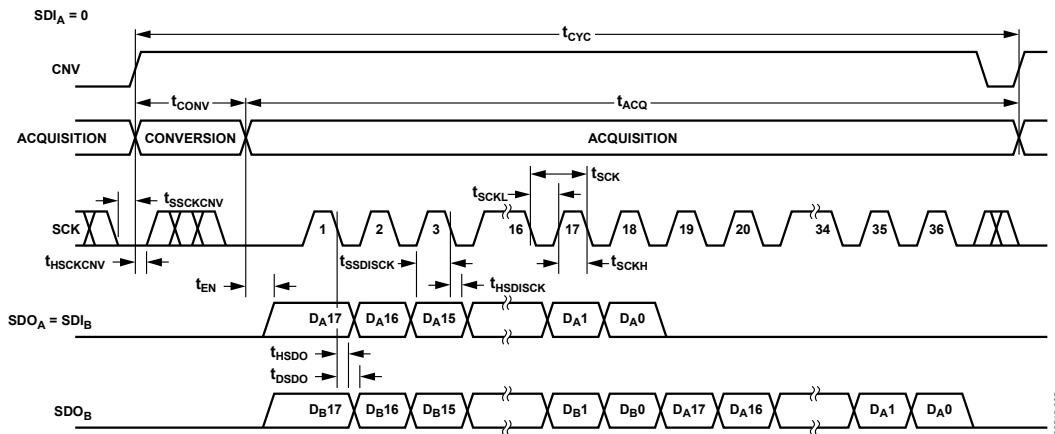 SDIA = 0
tCYC
CNV
tCONV
tACQ
ACQUISITION
CONVERSION
ACQUISITION
tSCK
tSCKL
tSSCKCNV
SCK
1
2
3
16
17
18
19
20
34
35
36
tHSCKCNV
tSSDISCK
tSCKH
tEN
tHSDISCK
SDOA = SDIB
DA17
DA16
DA15
DA1
DA0
tHSDO
tDSDO
SDOB
DB17
DB16
DB15
DB1
DB0
DA17
DA16
DA1
DA0